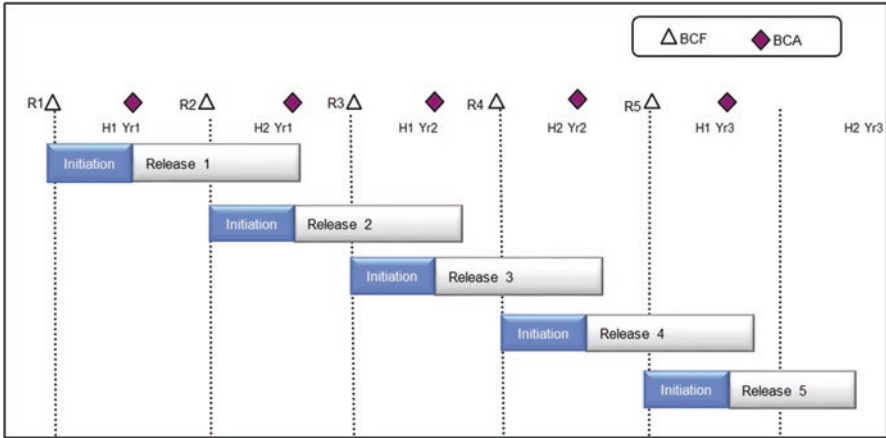 BCF
BCA
R1
R2
R3
R4
R5
H1 Yr1
H2 Yr1
H1 Yr2
H2 Yr2
H1 Yr3
H2 Yr3
Initiation
Release 1
Initiation
Release 2
Initiation
Release 3
Initiation
Release 4
Initiation
Release 5